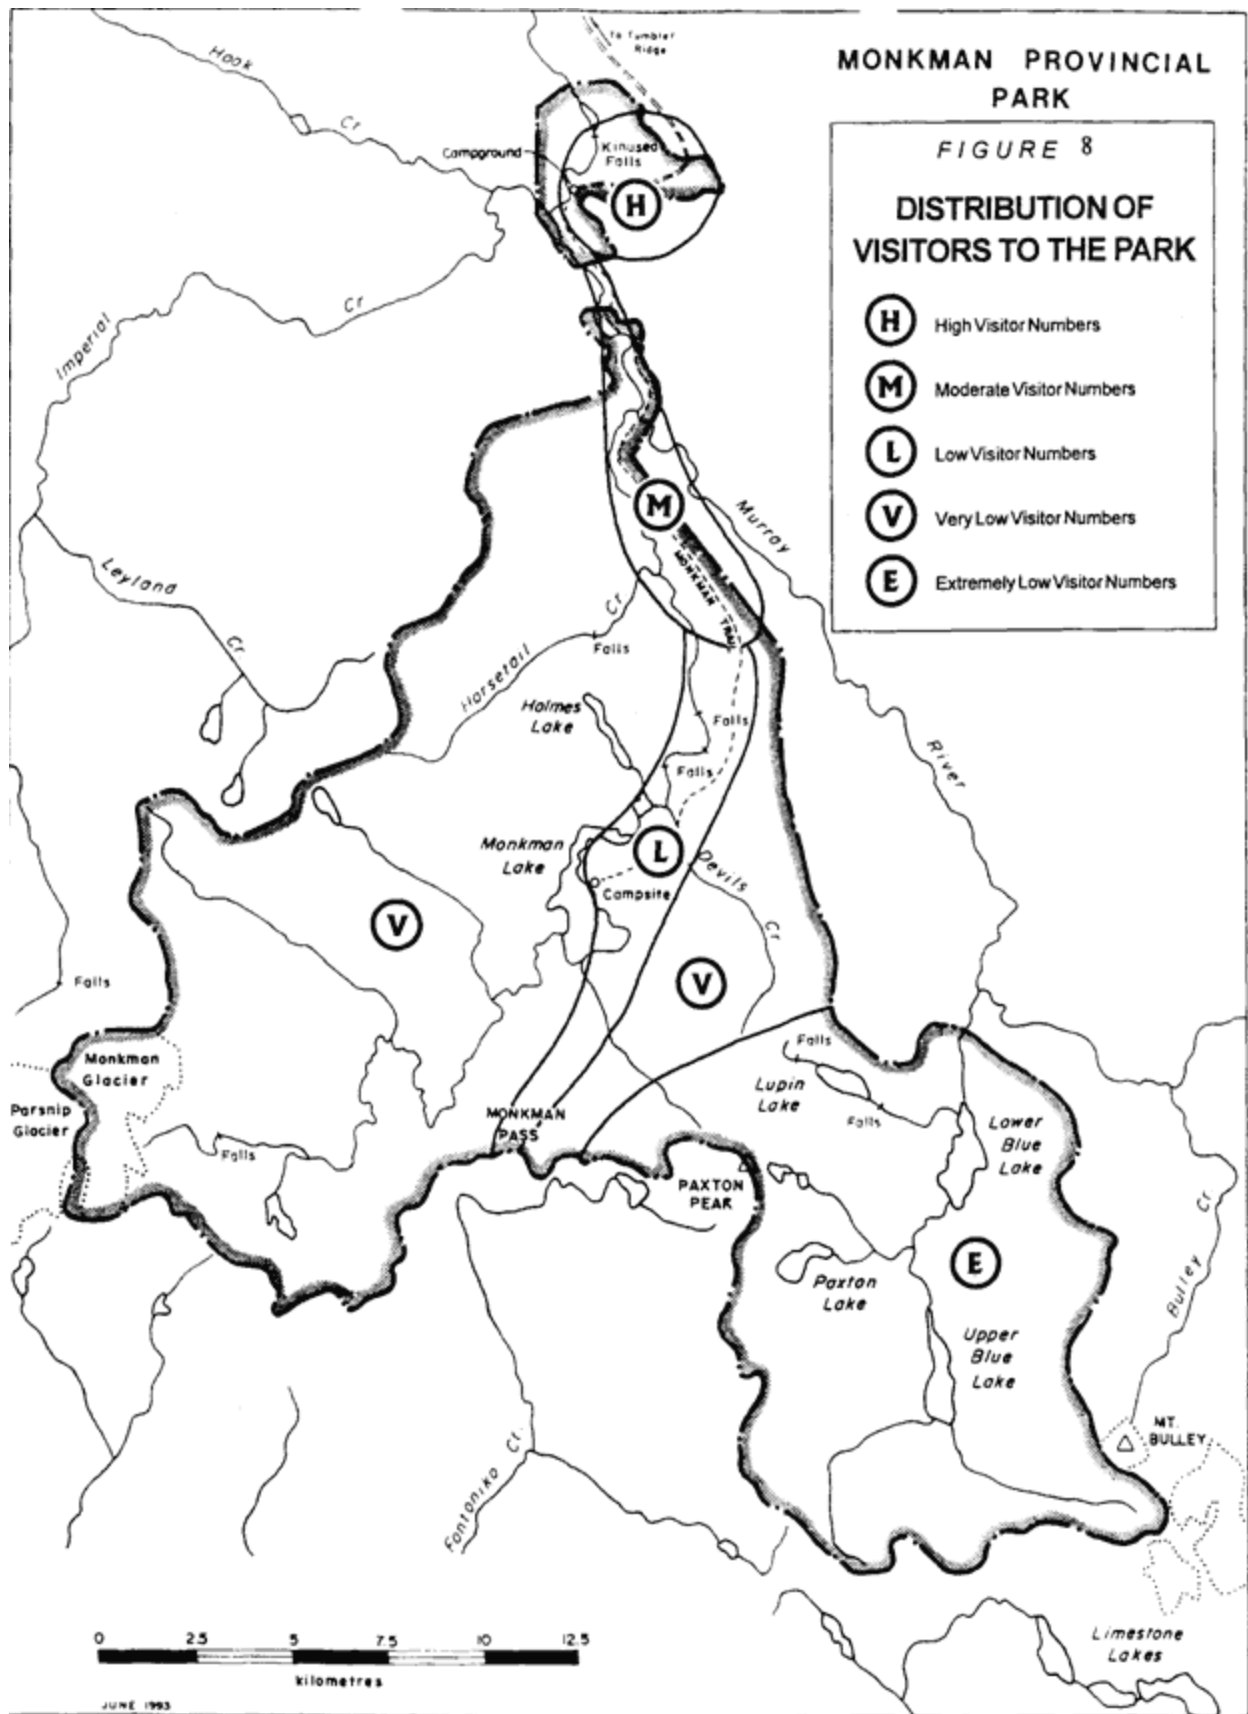 To Tumbler
Ridge
MONKMAN PROVINCIAL
PARK
FIGURE 8
DISTRIBUTION OF
VISITORS TO THE PARK
H High Visitor Numbers
M Moderate Visitor Numbers
L Low Visitor Numbers
V Very Low Visitor Numbers
E Extremely Low Visitor Numbers
Hook
Cr
Campground
Kinuseo
Falls
H
Cr
Imperial
M
Murray
River
MONKMAN
TRAIL
Leyland
Cr
Horsetail
Cr
Falls
Holmes
Lake
Falls
Falls
Monkman
Lake
L
Campsite
Devils
Cr
V
V
Falls
Monkman
Glacier
Parsnip
Glacier
Falls
MONKMAN
PASS
Falls
Lupin
Lake
Falls
Lower
Blue
Lake
PAXTON
PEAK
Paxton
Lake
E
Upper
Blue
Lake
Bulley
Cr
MT.
BULLEY
Fontoniko Cr.
Limestone
Lakes
0 2.5 5 7.5 10 12.5
kilometres
JUNE 1993